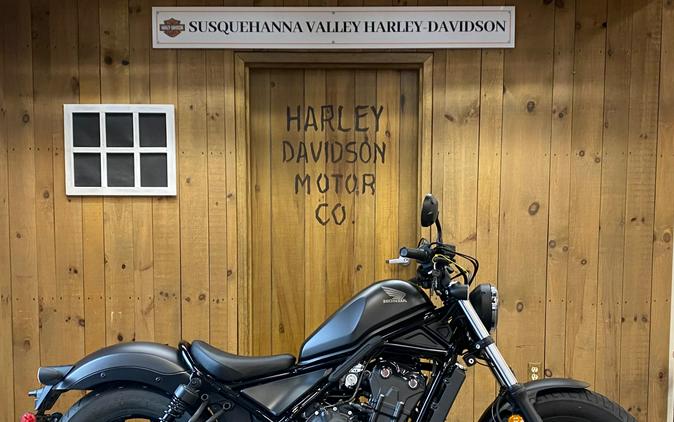 SUSQUEHANNA VALLEY HARLEY-DAVIDSON
HARLEY
DAVIDSON
MOTOR
CO.
HONDA